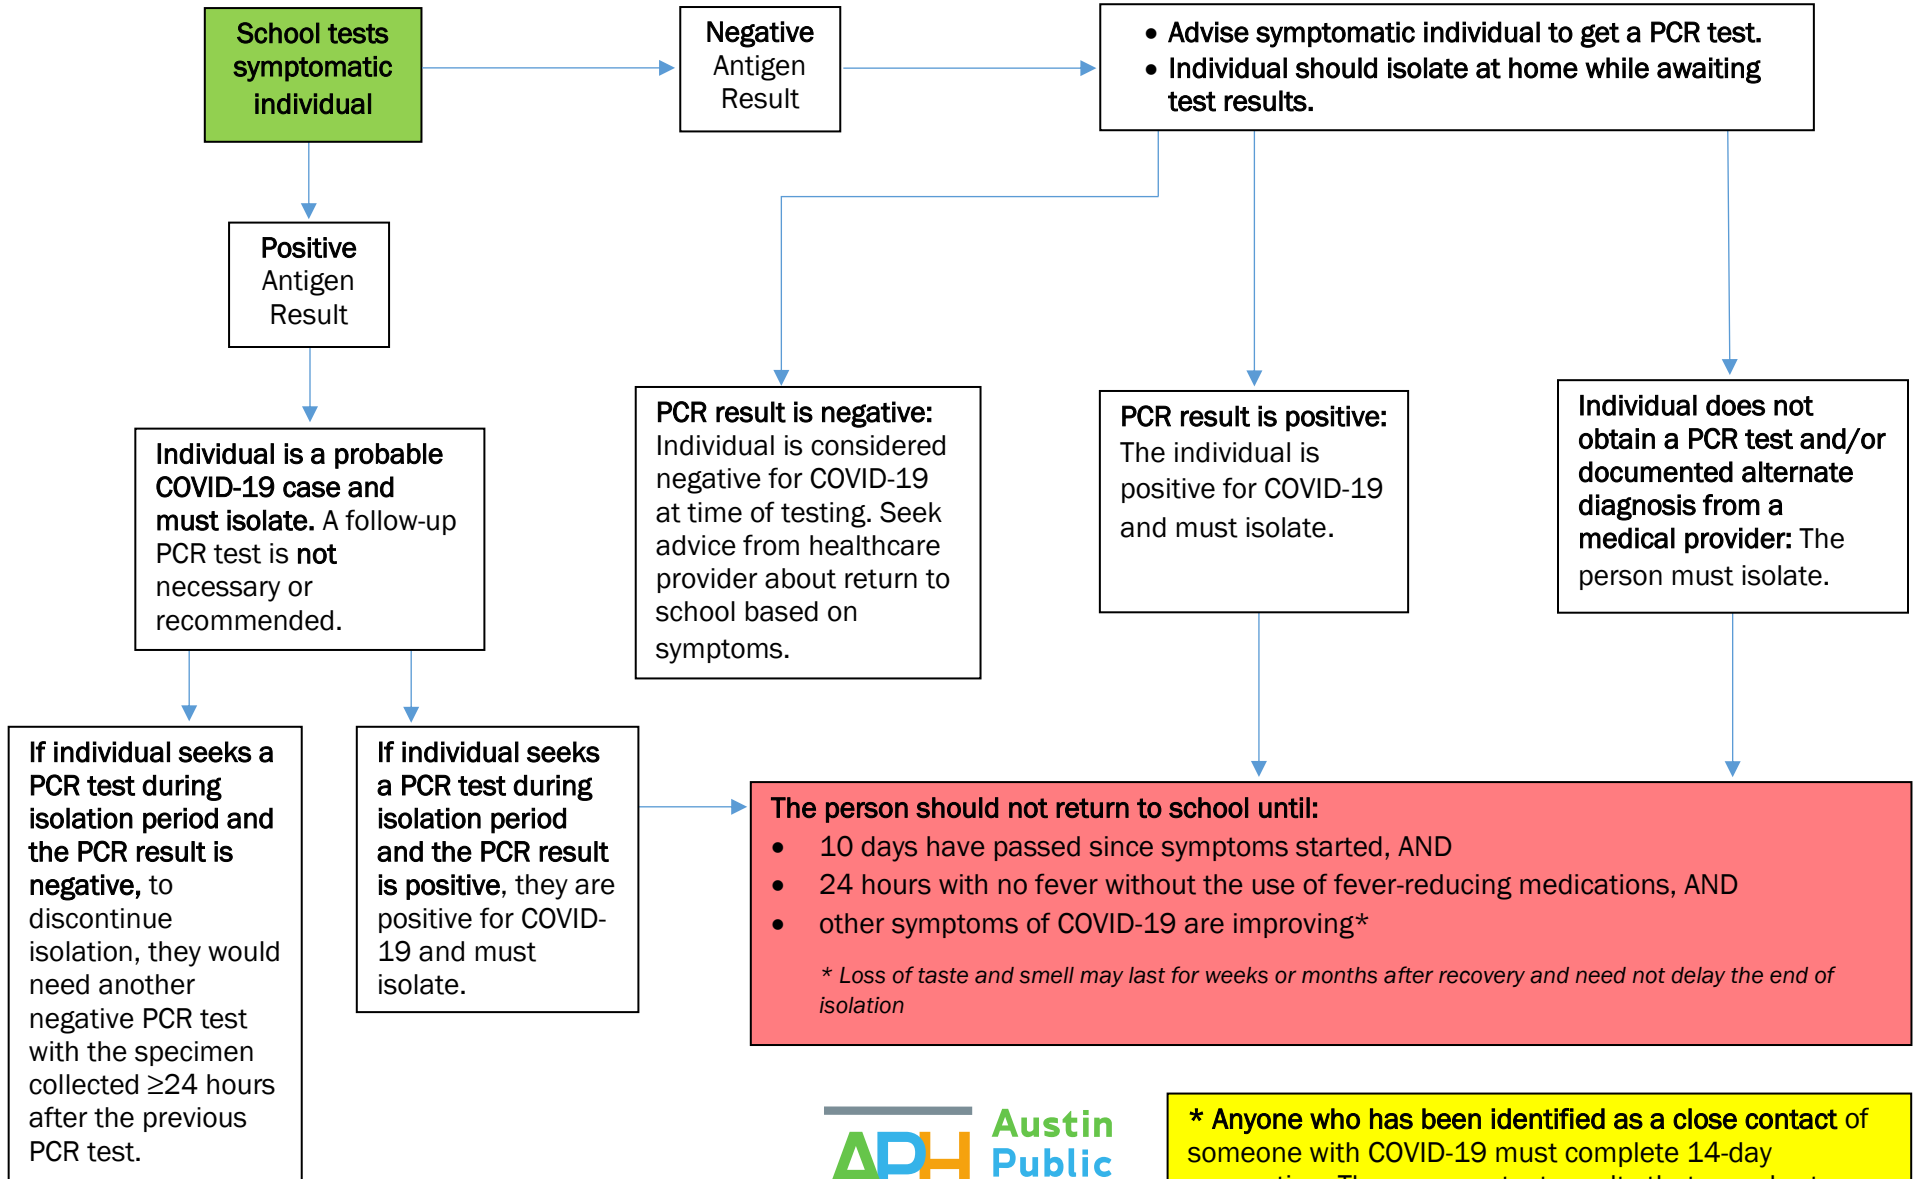 School tests
symptomatic
individual
Negative
Antigen
Result
• Advise symptomatic individual to get a PCR test.
• Individual should isolate at home while awaiting
test results.
Positive
Antigen
Result
Individual is a probable
COVID-19 case and
must isolate. A follow-up
PCR test is not
necessary or
recommended.
PCR result is negative:
Individual is considered
negative for COVID-19
at time of testing. Seek
advice from healthcare
provider about return to
school based on
symptoms.
PCR result is positive:
The individual is
positive for COVID-19
and must isolate.
Individual does not
obtain a PCR test and/or
documented alternate
diagnosis from a
medical provider: The
person must isolate.
If individual seeks a
PCR test during
isolation period and
the PCR result is
negative, to
discontinue
isolation, they would
need another
negative PCR test
with the specimen
collected ≥24 hours
after the previous
PCR test.
If individual seeks
a PCR test during
isolation period
and the PCR result
is positive, they are
positive for COVID-
19 and must
isolate.
The person should not return to school until:
• 10 days have passed since symptoms started, AND
• 24 hours with no fever without the use of fever-reducing medications, AND
• other symptoms of COVID-19 are improving*
* Loss of taste and smell may last for weeks or months after recovery and need not delay the end of
isolation
APH
Austin
Public
* Anyone who has been identified as a close contact of
someone with COVID-19 must complete 14-day